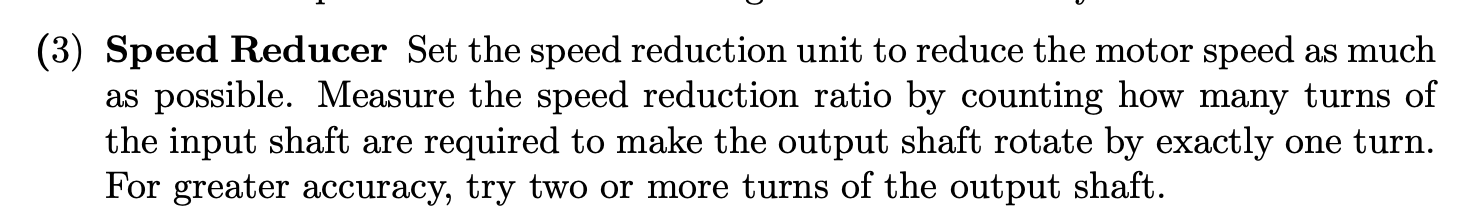 (3) Speed Reducer Set the speed reduction unit to reduce the motor speed as much
as possible. Measure the speed reduction ratio by counting how many turns of
the input shaft are required to make the output shaft rotate by exactly one turn.
For greater accuracy, try two or more turns of the output shaft.